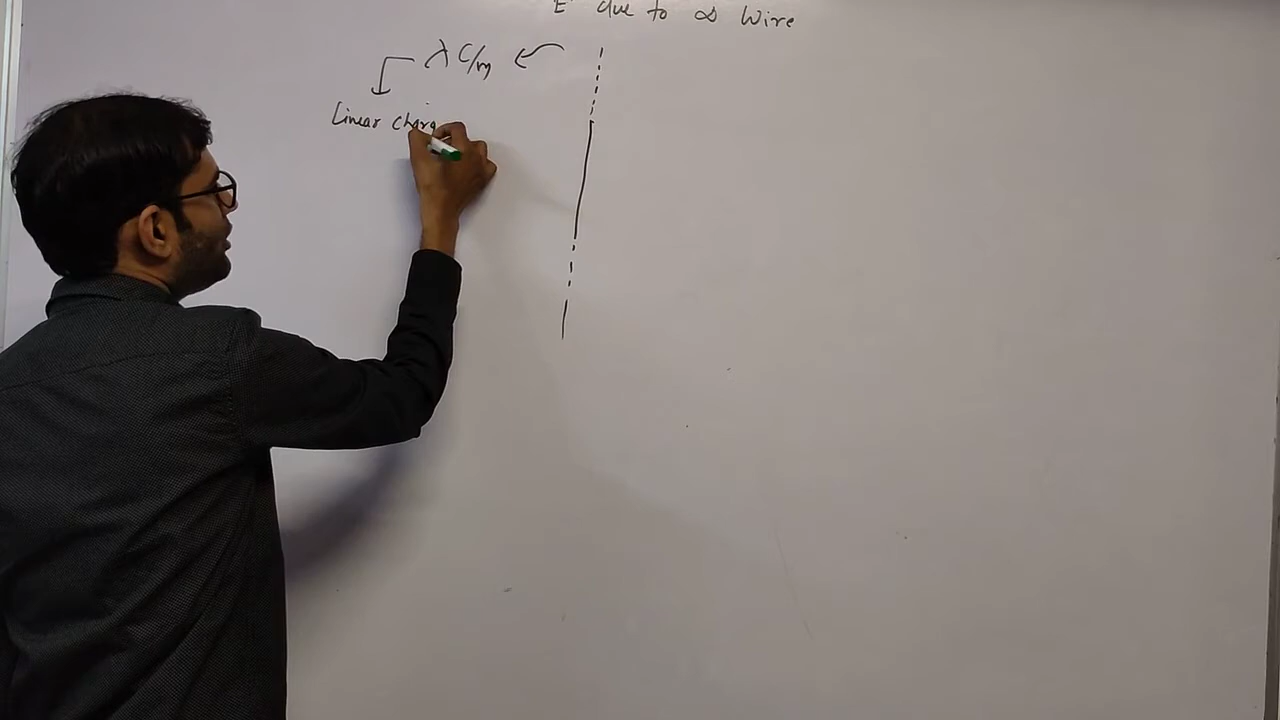 E due to ∞ Wire
λ C/m
Linear charg